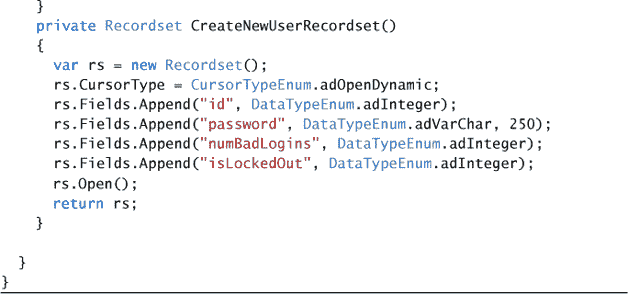 }
private Recordset CreateNewUserRecordset()
{
var rs = new Recordset();
rs.CursorType = CursorTypeEnum.adOpenDynamic;
rs.Fields.Append("id", DataTypeEnum.adInteger);
rs.Fields.Append("password", DataTypeEnum.adVarChar, 250);
rs.Fields.Append("numBadLogins", DataTypeEnum.adInteger);
rs.Fields.Append("isLockedOut", DataTypeEnum.adInteger);
rs.Open();
return rs;
}
}
}